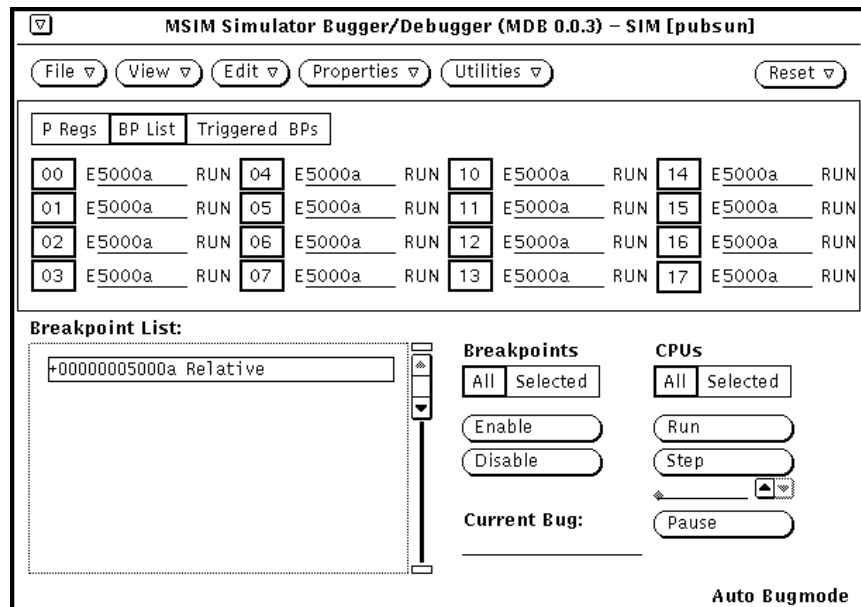 MSIM Simulator Bugger/Debugger (MDB 0.0.3) – SIM [pubsun]
File View Edit Properties Utilities Reset
P Regs BP List Triggered BPs
00 E5000a RUN 04 E5000a RUN 10 E5000a RUN 14 E5000a RUN
01 E5000a RUN 05 E5000a RUN 11 E5000a RUN 15 E5000a RUN
02 E5000a RUN 06 E5000a RUN 12 E5000a RUN 16 E5000a RUN
03 E5000a RUN 07 E5000a RUN 13 E5000a RUN 17 E5000a RUN
Breakpoint List:
+00000005000a Relative
Breakpoints CPUs
All Selected All Selected
Enable Run
Disable Step
Current Bug: Pause
Auto Bugmode